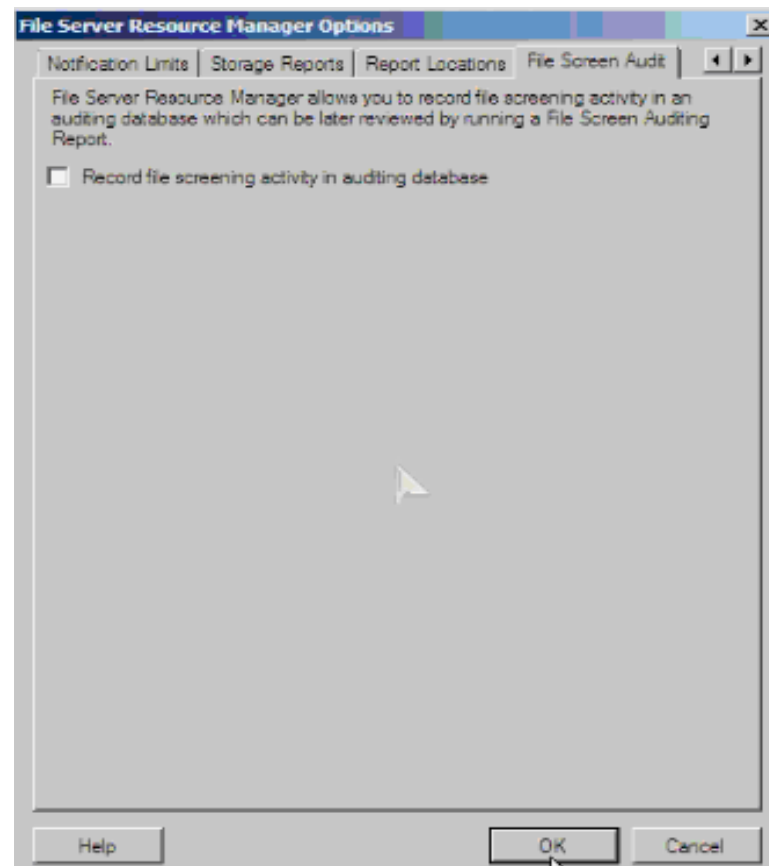 File Server Resource Manager Options
Notification Limits
Storage Reports
Report Locations
File Screen Audit
File Server Resource Manager allows you to record file screening activity in an
auditing database which can be later reviewed by running a File Screen Auditing
Report.
Record file screening activity in auditing database
Help
OK
Cancel